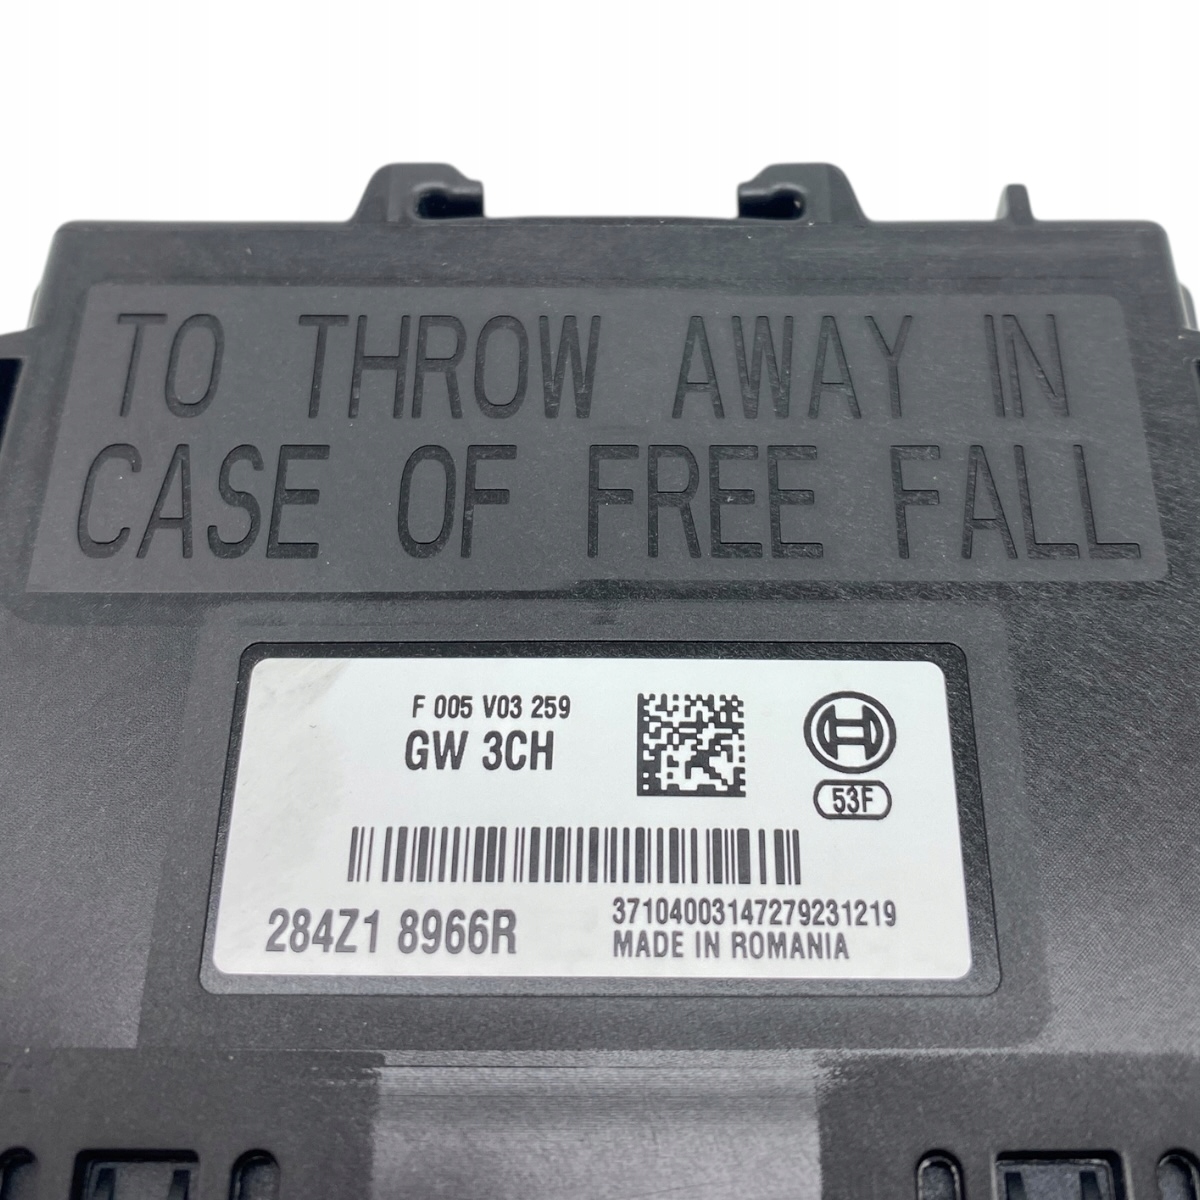 TO THROW AWAY IN
CASE OF FREE FALL
F 005 V03 259
GW 3CH
53F
284Z1 8966R
37104003147279231219
MADE IN ROMANIA